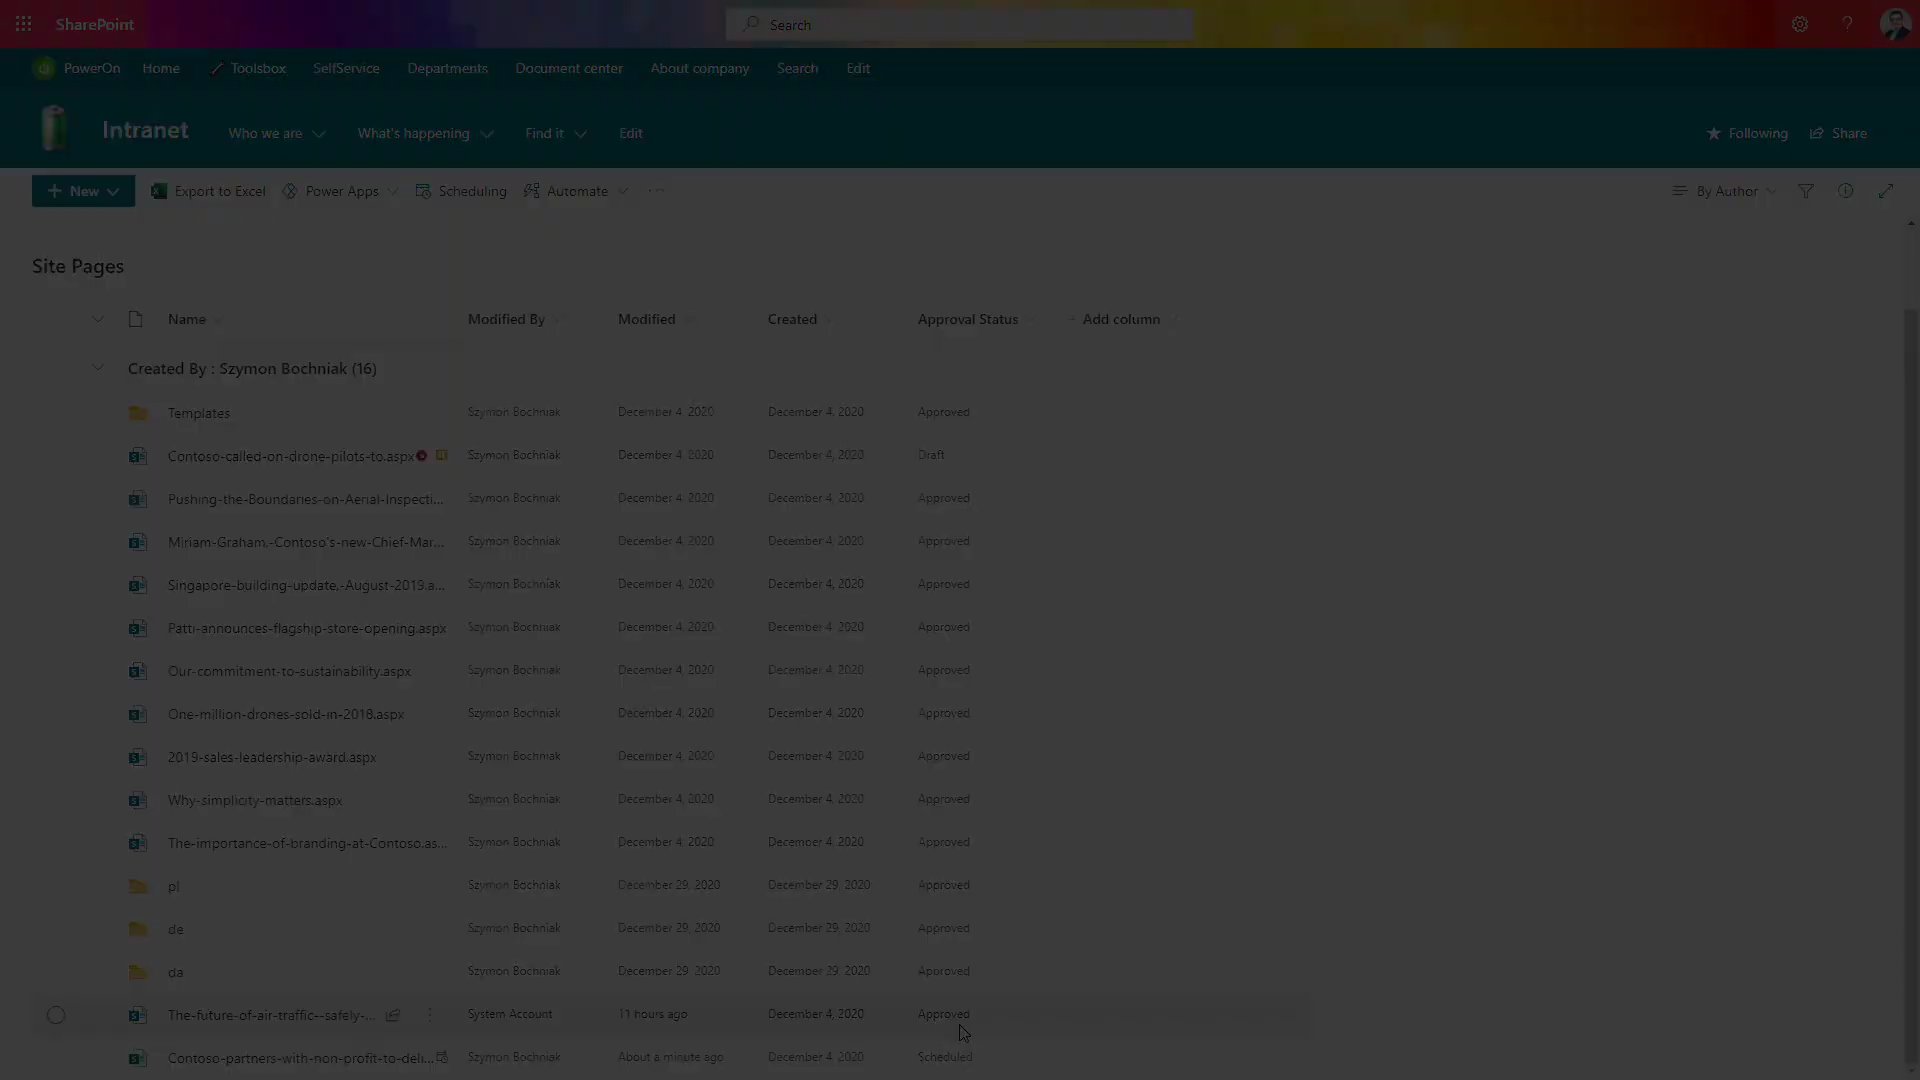 SharePoint
Search
PowerOn Home Toolsbox SelfService Departments Document center About company Search Edit
Intranet Who we are What's happening Find it Edit Following Share
+ New Export to Excel Power Apps Scheduling Automate ... By Author
Site Pages
Name Modified By Modified Created Approval Status + Add column
Created By : Szymon Bochniak (16)
Templates Szymon Bochniak December 4, 2020 December 4, 2020 Approved
Contoso-called-on-drone-pilots-to.aspx Szymon Bochniak December 4, 2020 December 4, 2020 Draft
Pushing-the-Boundaries-on-Aerial-Inspecti... Szymon Bochniak December 4, 2020 December 4, 2020 Approved
Miriam-Graham,-Contoso's-new-Chief-Mar... Szymon Bochniak December 4, 2020 December 4, 2020 Approved
Singapore-building-update,-August-2019.a... Szymon Bochniak December 4, 2020 December 4, 2020 Approved
Patti-announces-flagship-store-opening.aspx Szymon Bochniak December 4, 2020 December 4, 2020 Approved
Our-commitment-to-sustainability.aspx Szymon Bochniak December 4, 2020 December 4, 2020 Approved
One-million-drones-sold-in-2018.aspx Szymon Bochniak December 4, 2020 December 4, 2020 Approved
2019-sales-leadership-award.aspx Szymon Bochniak December 4, 2020 December 4, 2020 Approved
Why-simplicity-matters.aspx Szymon Bochniak December 4, 2020 December 4, 2020 Approved
The-importance-of-branding-at-Contoso.as... Szymon Bochniak December 4, 2020 December 4, 2020 Approved
pl Szymon Bochniak December 29, 2020 December 29, 2020 Approved
de Szymon Bochniak December 29, 2020 December 29, 2020 Approved
da Szymon Bochniak December 29, 2020 December 29, 2020 Approved
The-future-of-air-traffic--safely-... System Account 11 hours ago December 4, 2020 Approved
Contoso-partners-with-non-profit-to-deli... Szymon Bochniak About a minute ago December 4, 2020 Scheduled